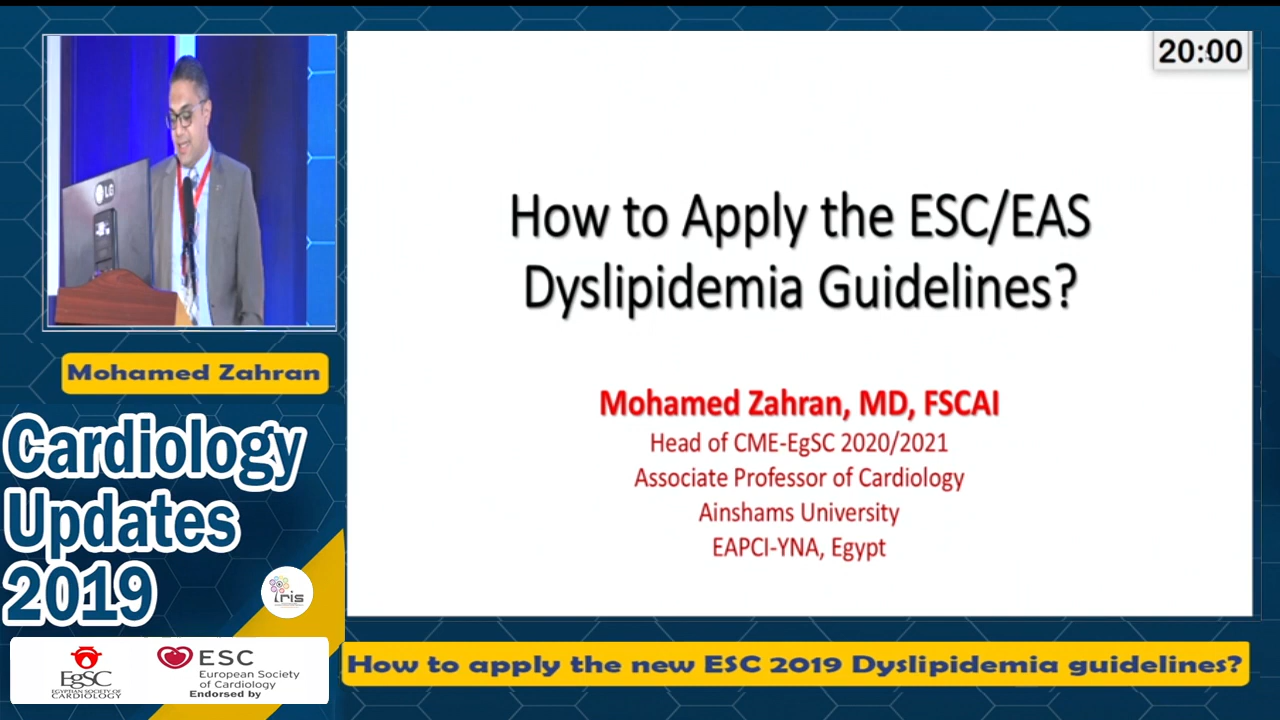 20:00
How to Apply the ESC/EAS
Dyslipidemia Guidelines?
Mohamed Zahran, MD, FSCAI
Head of CME-EgSC 2020/2021
Associate Professor of Cardiology
Ainshams University
EAPCI-YNA, Egypt
LG
Mohamed Zahran
Cardiology
Updates
2019
iris
EgSC
EGYPTIAN SOCIETY OF
CARDIOLOGY
ESC
European Society
of Cardiology
Endorsed by
How to apply the new ESC 2019 Dyslipidemia guidelines?